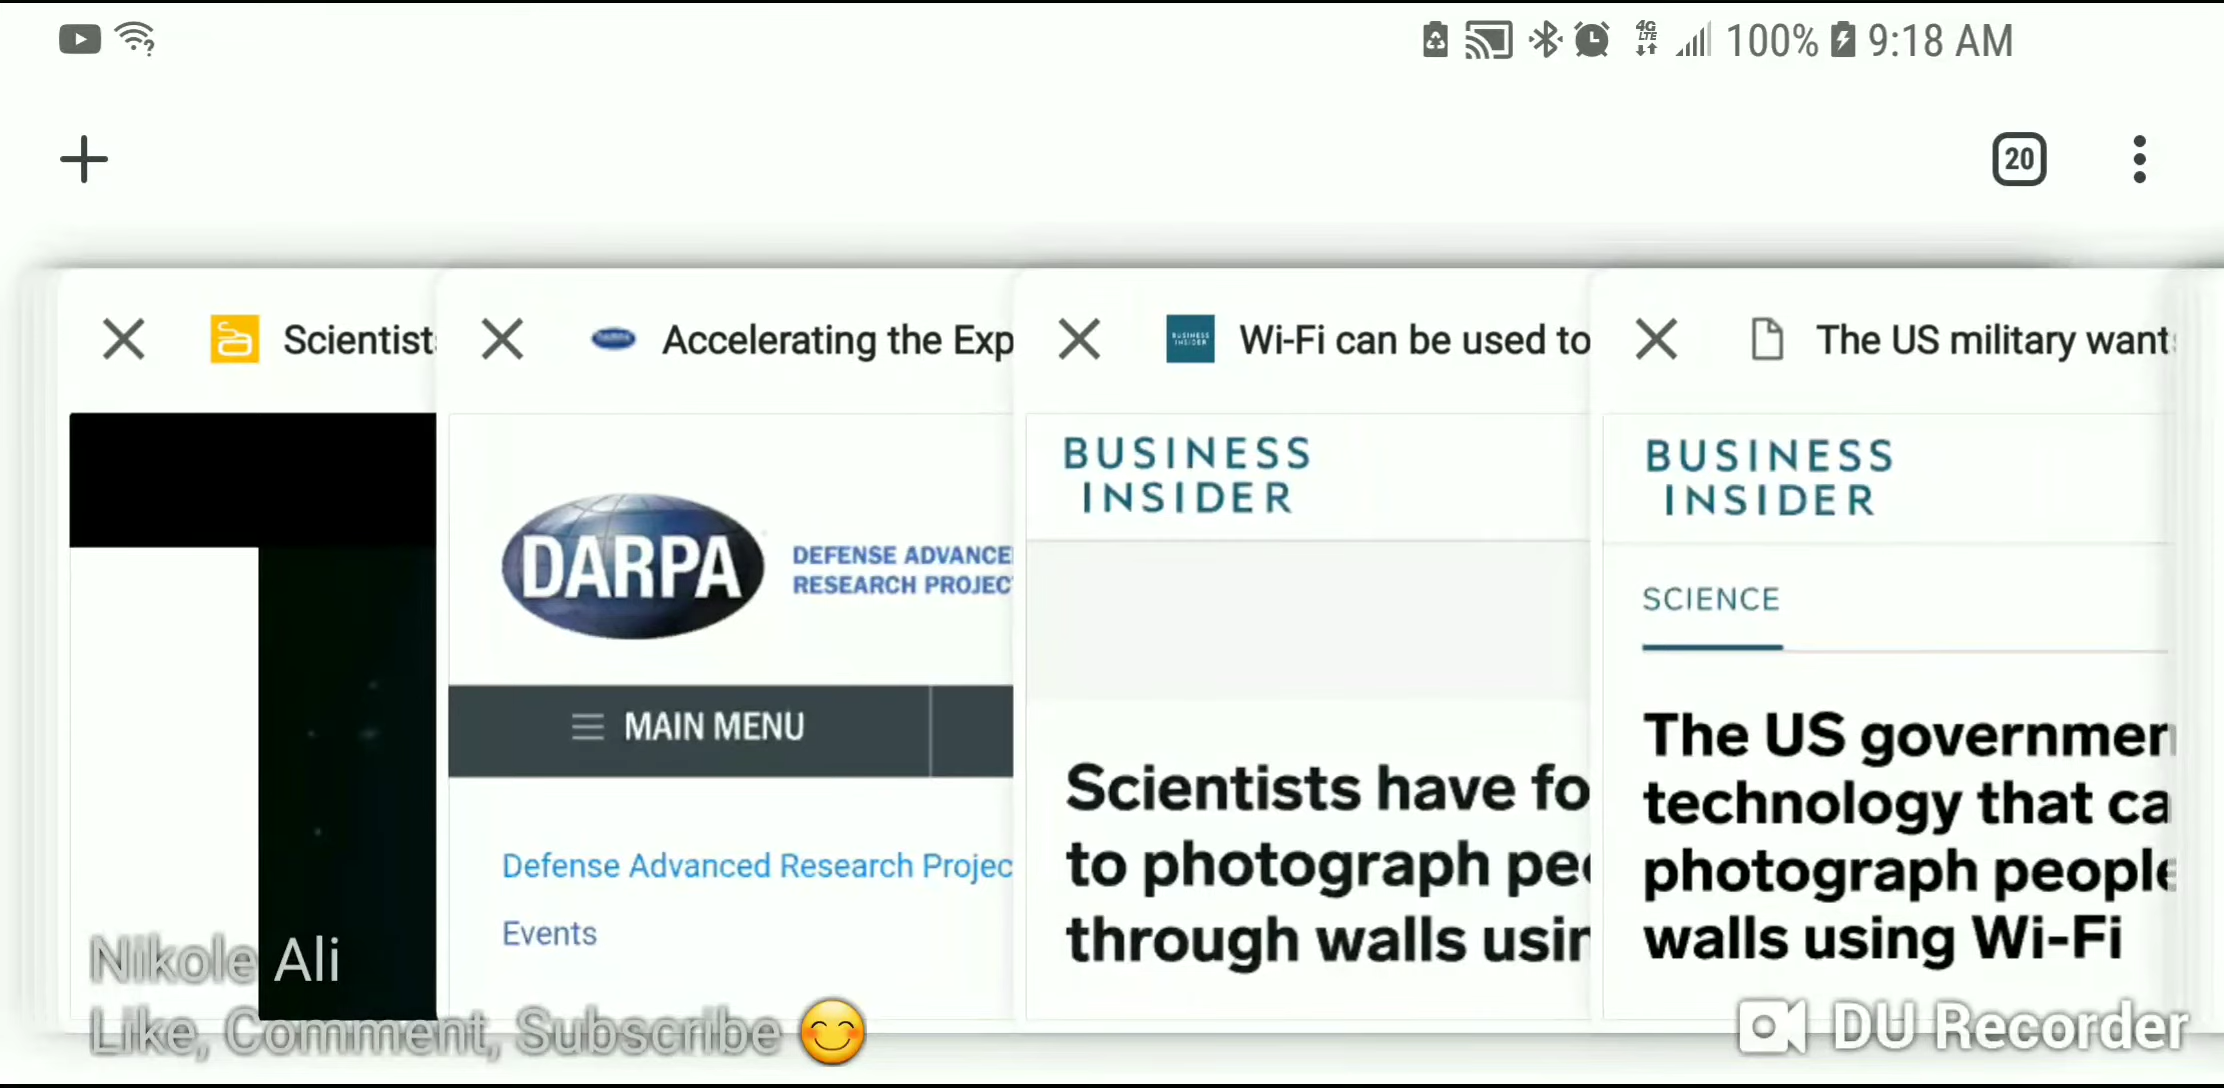 4G
LTE
100%
9:18 AM
20
Scientist
Accelerating the Exp
Wi-Fi can be used to
The US military want
BUSINESS
INSIDER
BUSINESS
INSIDER
DARPA
DEFENSE ADVANCE
RESEARCH PROJEC
SCIENCE
MAIN MENU
The US governmen
technology that ca
photograph people
walls using Wi-Fi
Scientists have fo
to photograph pe
through walls usin
Defense Advanced Research Projec
Events
Nikole Ali
Like, Comment, Subscribe 😊
DU Recorder